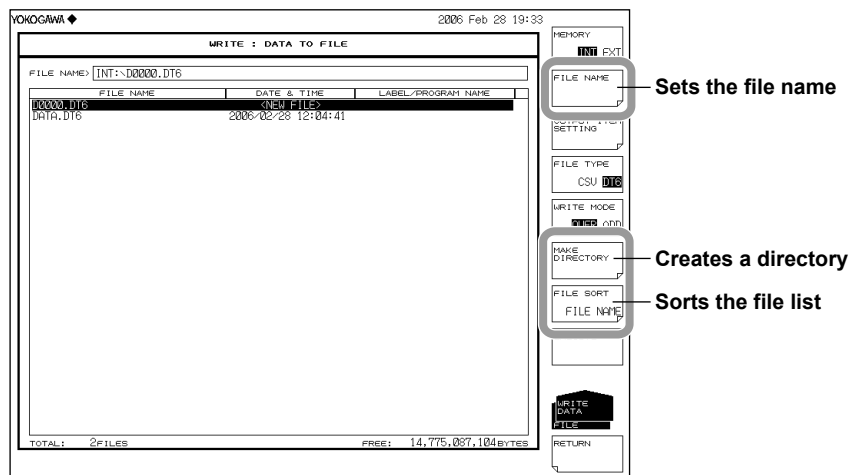 YOKOGAWA ◆ 2006 Feb 28 19:33
WRITE : DATA TO FILE
FILE NAME> INT:\D0000.DT6
FILE NAME DATE & TIME LABEL/PROGRAM NAME
D0000.DT6 <NEW FILE>
DATA.DT6 2006/02/28 12:04:41
TOTAL: 2FILES FREE: 14,775,087,104BYTES
MEMORY
INT EXT
FILE NAME
SETTING
FILE TYPE
CSV DT6
WRITE MODE
OVER ADD
MAKE
DIRECTORY
FILE SORT
FILE NAME
WRITE
DATA
FILE
RETURN
Sets the file name
Creates a directory
Sorts the file list